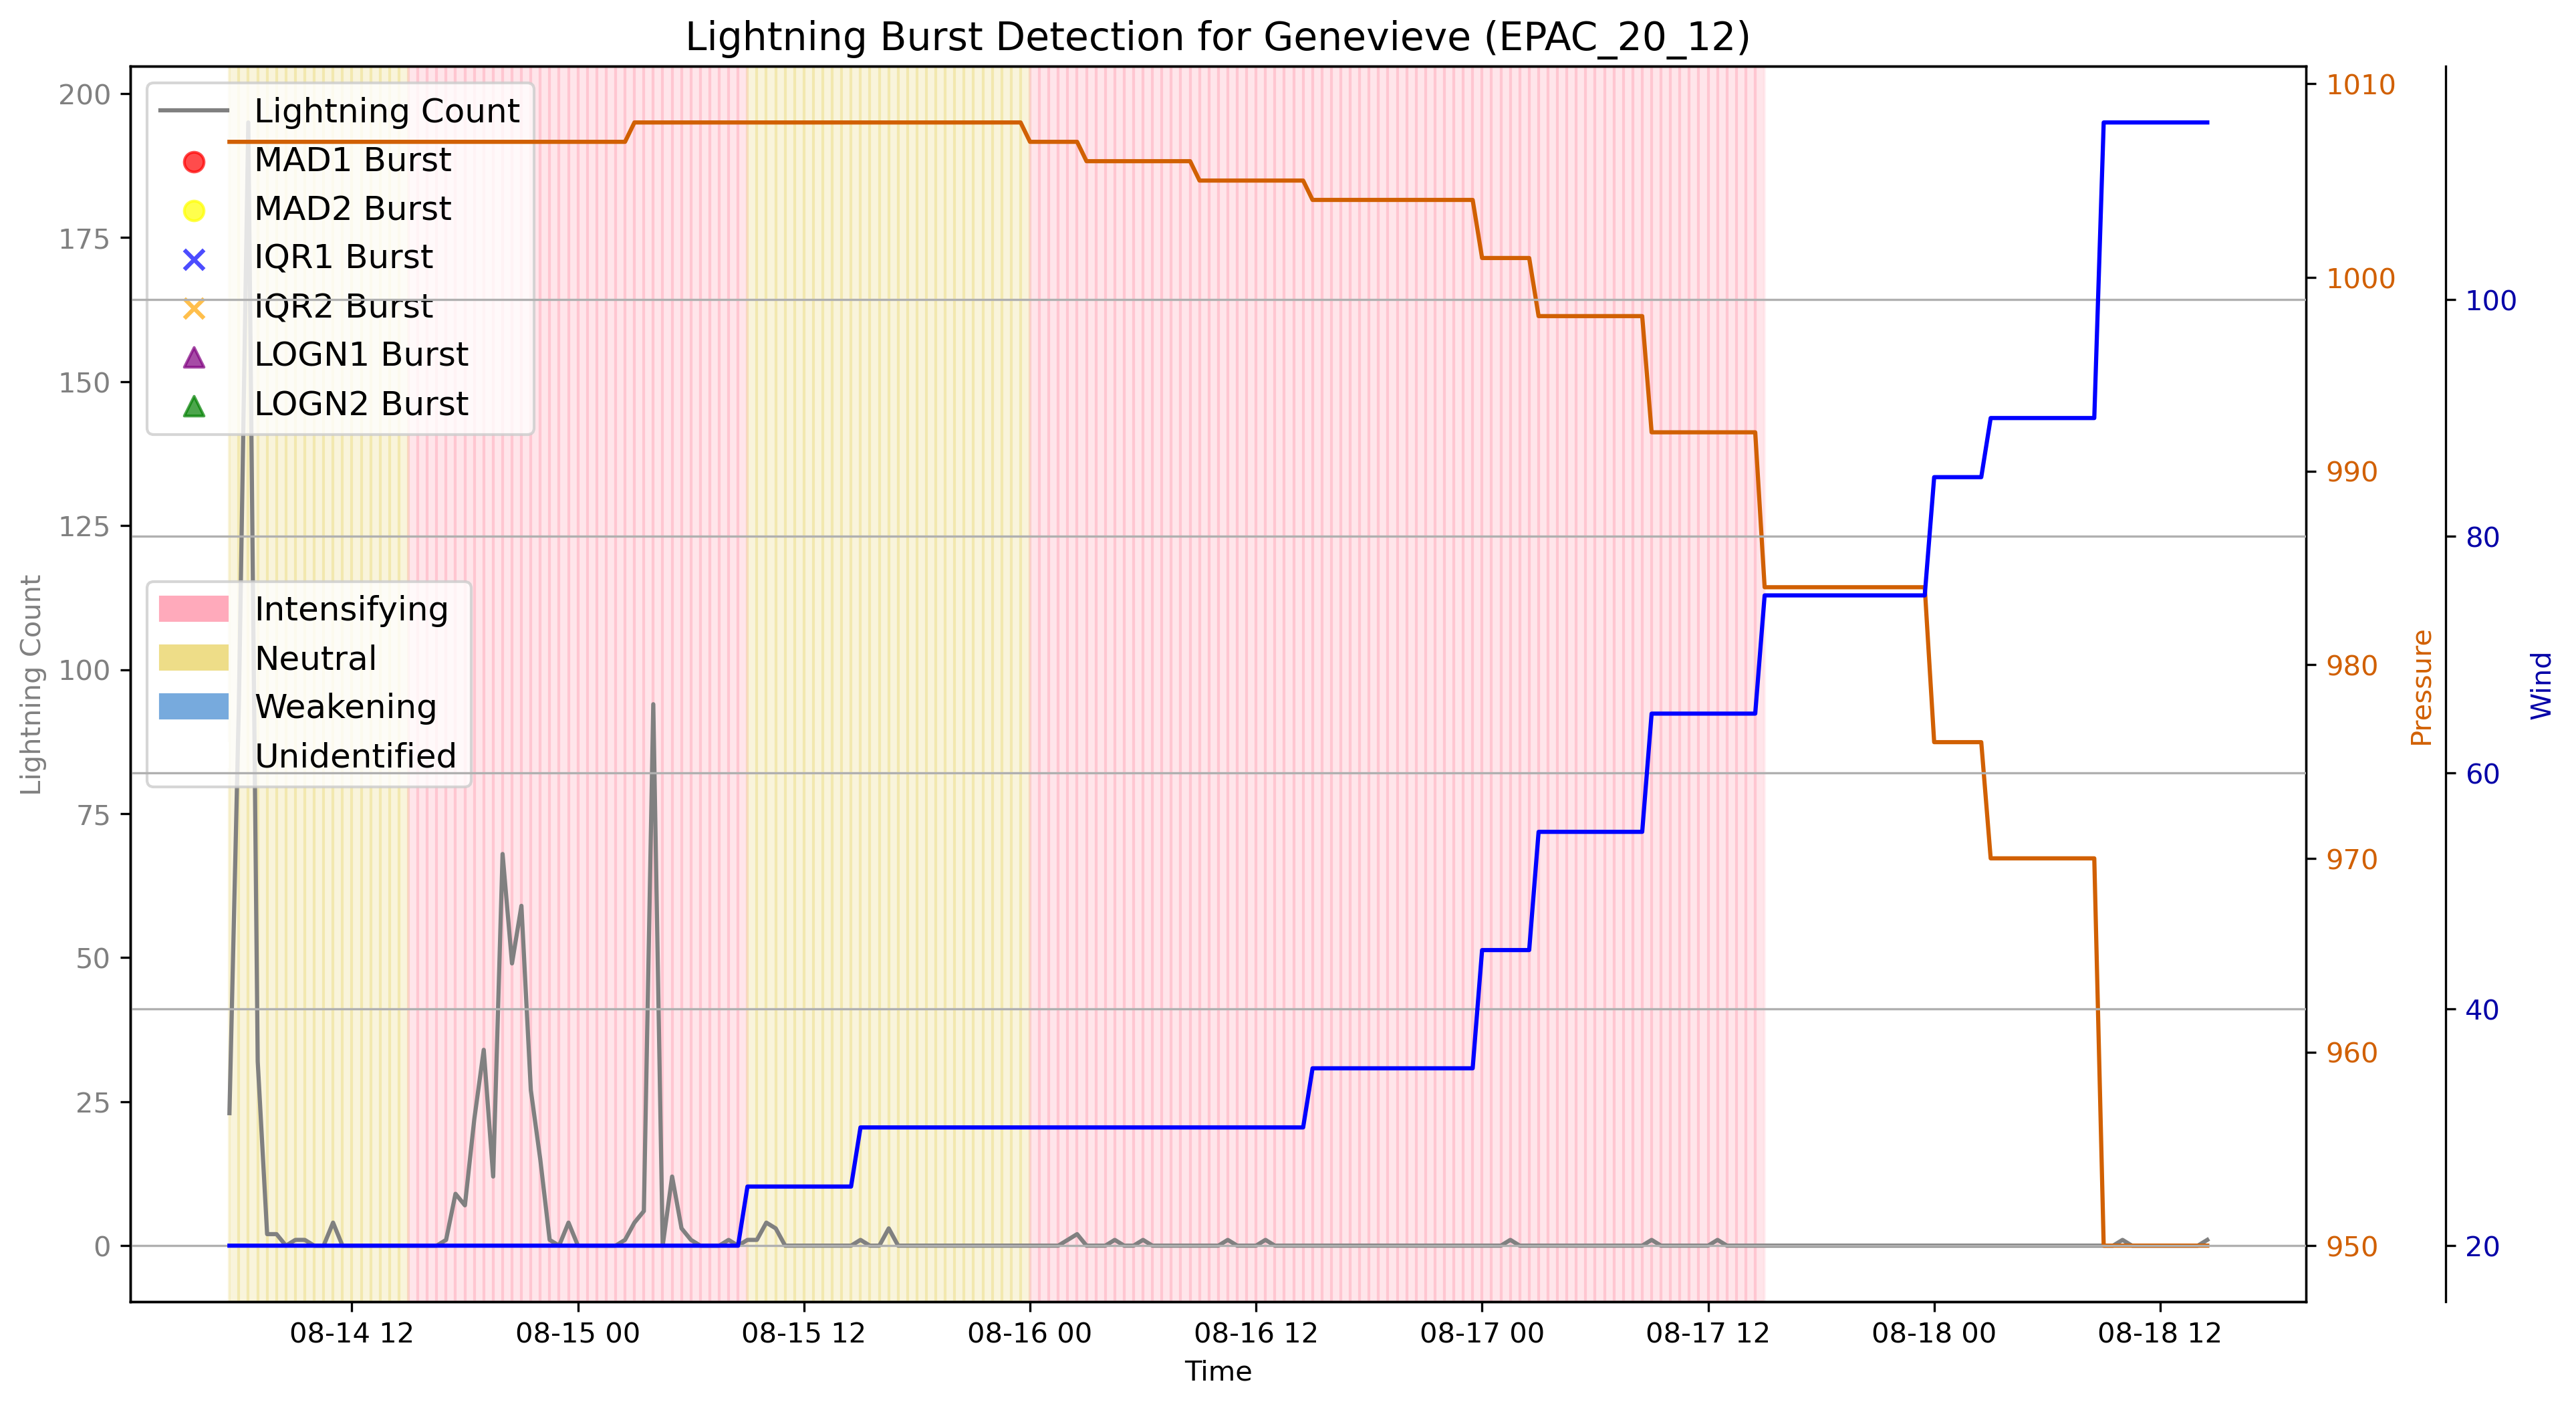 Lightning Burst Detection for Genevieve (EPAC_20_12)
Lightning Count
MAD1 Burst
MAD2 Burst
IQR1 Burst
IQR2 Burst
LOGN1 Burst
LOGN2 Burst
Intensifying
Neutral
Weakening
Unidentified
Lightning Count
200
175
150
125
100
75
50
25
0
1010
1000
990
980
970
960
950
Pressure
100
80
60
40
20
Wind
08-14 12
08-15 00
08-15 12
08-16 00
08-16 12
08-17 00
08-17 12
08-18 00
08-18 12
Time